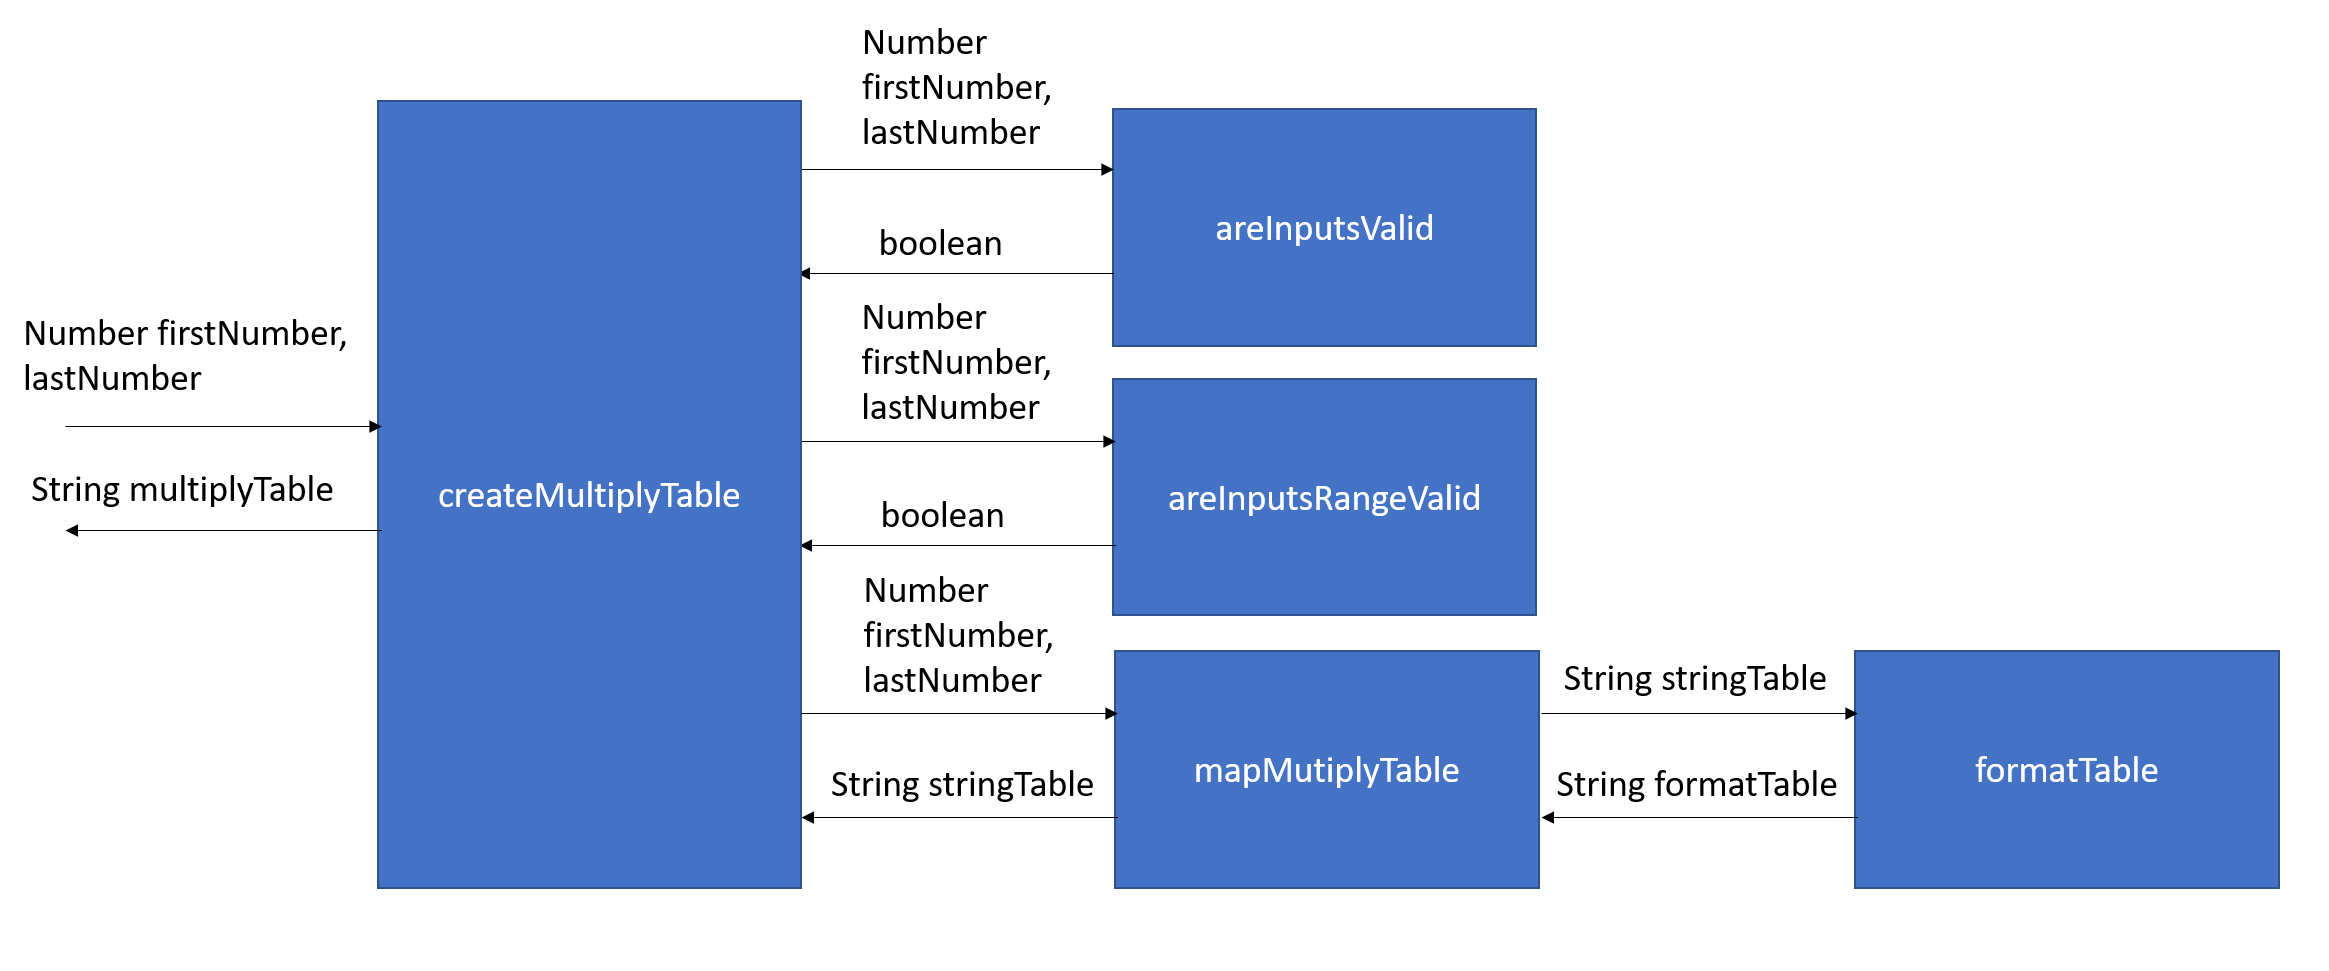 Number firstNumber,
lastNumber
String multiplyTable
createMultiplyTable
Number
firstNumber,
lastNumber
boolean
areInputsValid
Number
firstNumber,
lastNumber
boolean
areInputsRangeValid
Number
firstNumber,
lastNumber
String stringTable
mapMutiplyTable
String stringTable
String formatTable
formatTable